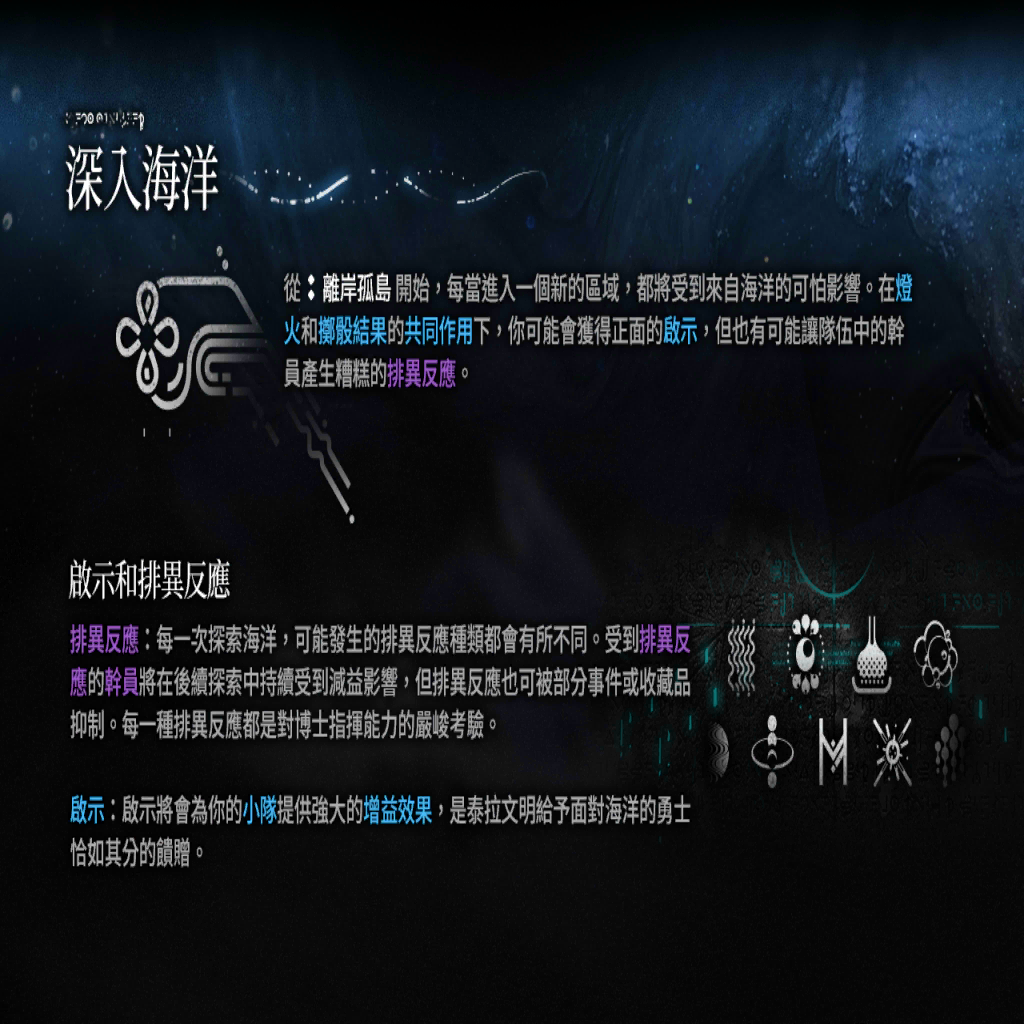 深入海洋
從：離岸孤島 開始，每當進入一個新的區域，都將受到來自海洋的可怕影響。在燈
火和擲骰結果的共同作用下，你可能會獲得正面的啟示，但也有可能讓隊伍中的幹
員產生糟糕的排異反應。
啟示和排異反應
排異反應：每一次探索海洋，可能發生的排異反應種類都會有所不同。受到排異反
應的幹員將在後續探索中持續受到減益影響，但排異反應也可被部分事件或收藏品
抑制。每一種排異反應都是對博士指揮能力的嚴峻考驗。
啟示：啟示將會為你的小隊提供強大的增益效果，是泰拉文明給予面對海洋的勇士
恰如其分的饋贈。